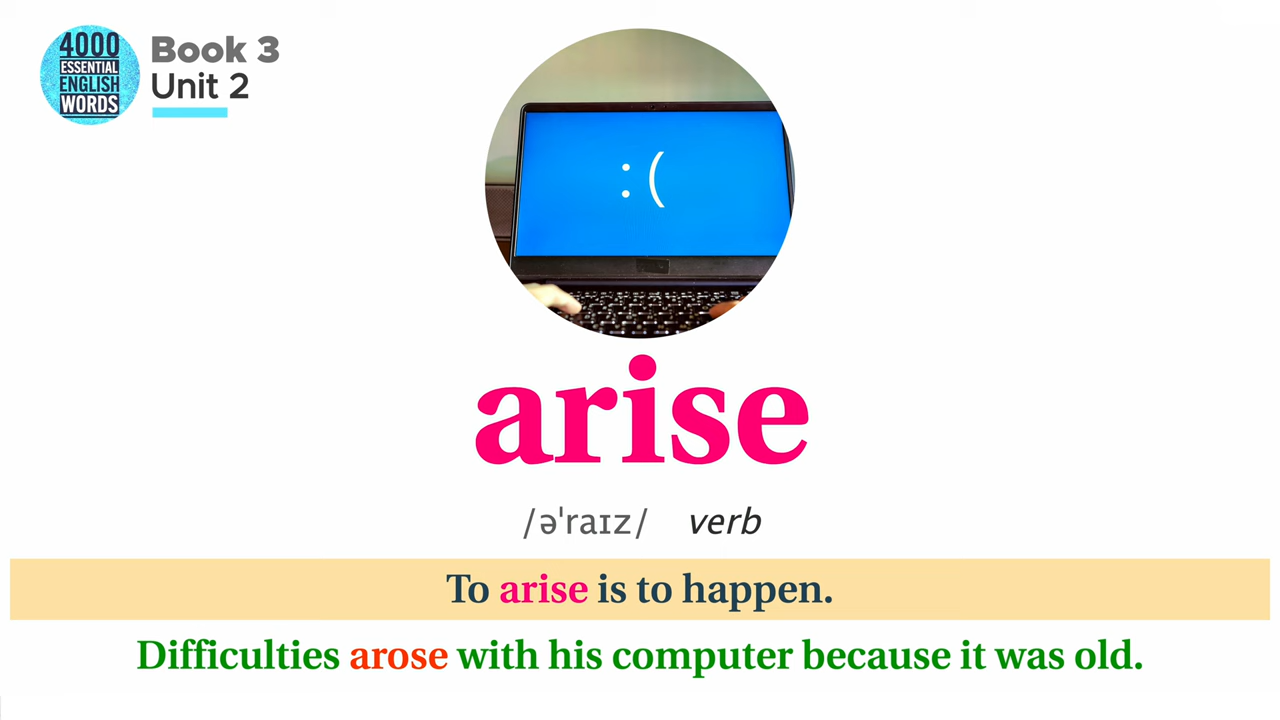 4000
ESSENTIAL
ENGLISH
WORDS
Book 3
Unit 2
:(
arise
/əˈraɪz/ verb
To arise is to happen.
Difficulties arose with his computer because it was old.